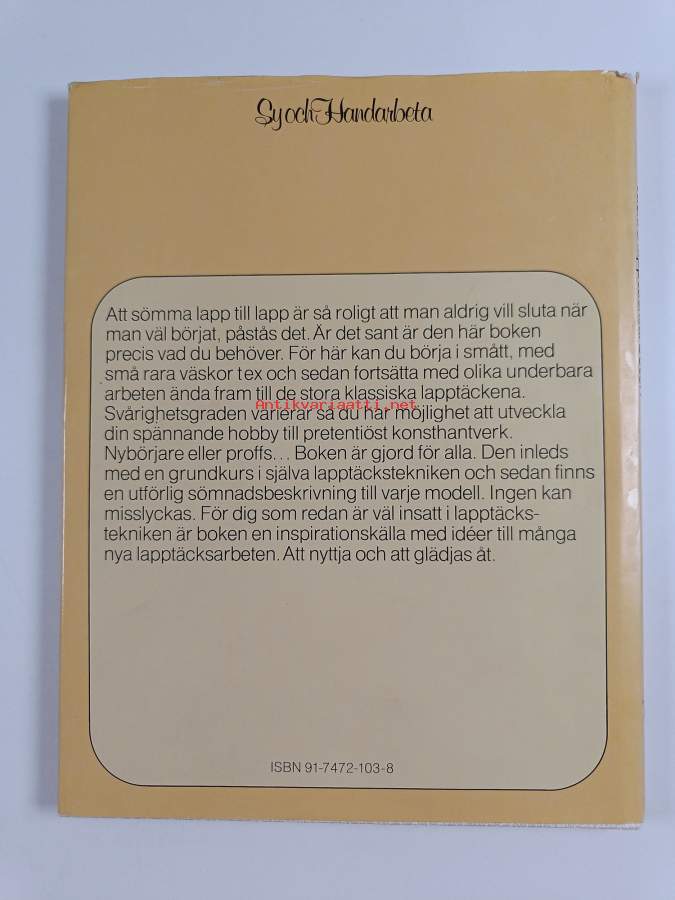 Sy och Handarbeta
Att sömma lapp till lapp är så roligt att man aldrig vill sluta när
man väl börjat, påstås det. Är det sant är den här boken
precis vad du behöver. För här kan du börja i smått, med
små rara väskor t ex och sedan fortsätta med olika underbara
arbeten ända fram till de stora klassiska lapptäckena.
Antikvariaatti.net
Svårighetsgraden varierar så du har möjlighet att utveckla
din spännande hobby till pretentiöst konsthantverk.
Nybörjare eller proffs... Boken är gjord för alla. Den inleds
med en grundkurs i själva lapptäckstekniken och sedan finns
en utförlig sömnadsbeskrivning till varje modell. Ingen kan
misslyckas. För dig som redan är väl insatt i lapptäcks-
tekniken är boken en inspirationskälla med idéer till många
nya lapptäcksarbeten. Att nyttja och att glädjas åt.
ISBN 91-7472-103-8